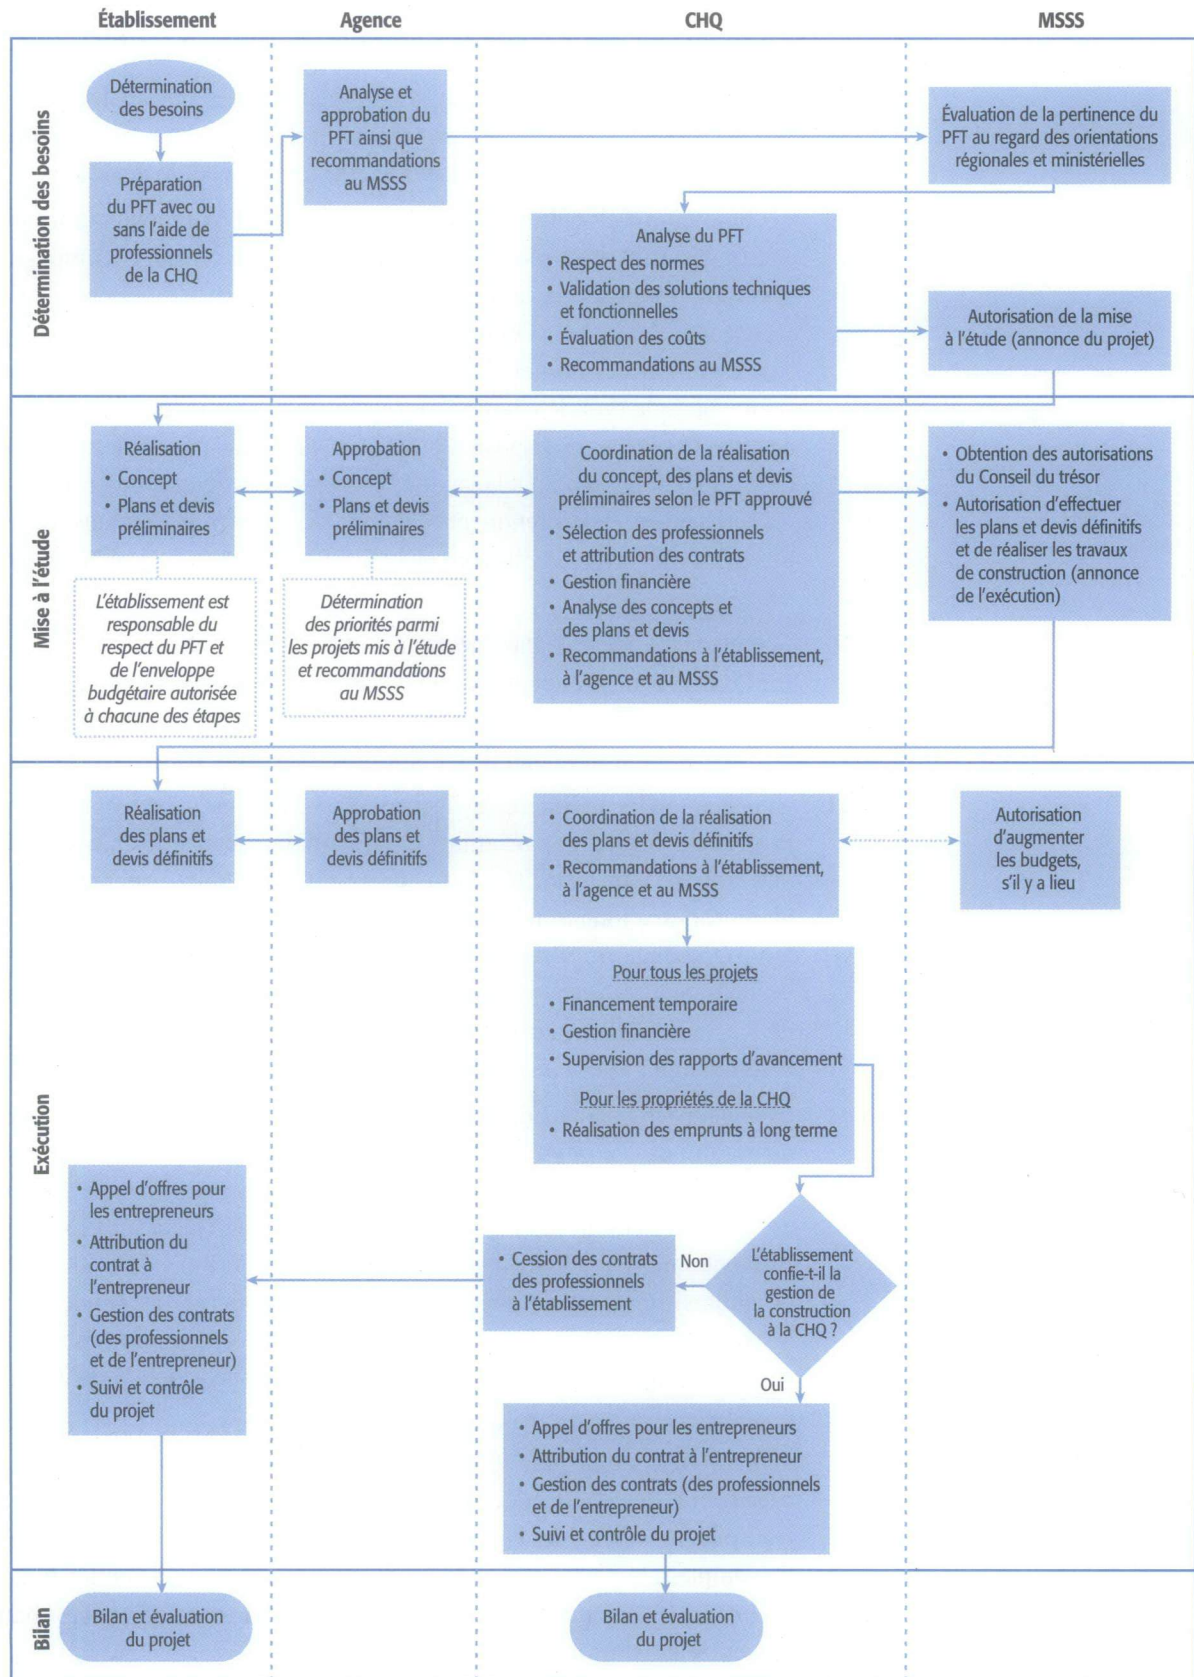 Établissement
Agence
CHQ
MSSS
Détermination des besoins
Détermination
des besoins
Préparation
du PFT avec ou
sans l'aide de
professionnels
de la CHQ
Analyse et
approbation du
PFT ainsi que
recommandations
au MSSS
Évaluation de la pertinence du
PFT au regard des orientations
régionales et ministérielles
Analyse du PFT
• Respect des normes
• Validation des solutions techniques
et fonctionnelles
• Évaluation des coûts
• Recommandations au MSSS
Autorisation de la mise
à l'étude (annonce du projet)
Mise à l'étude
Réalisation
• Concept
• Plans et devis
préliminaires
L'établissement est
responsable du
respect du PFT et
de l'enveloppe
budgétaire autorisée
à chacune des étapes
Approbation
• Concept
• Plans et devis
préliminaires
Détermination
des priorités parmi
les projets mis à l'étude
et recommandations
au MSSS
Coordination de la réalisation
du concept, des plans et devis
préliminaires selon le PFT approuvé
• Sélection des professionnels
et attribution des contrats
• Gestion financière
• Analyse des concepts et
des plans et devis
• Recommandations à l'établissement,
à l'agence et au MSSS
• Obtention des autorisations
du Conseil du trésor
• Autorisation d'effectuer
les plans et devis définitifs
et de réaliser les travaux
de construction (annonce
de l'exécution)
Exécution
Réalisation
des plans et
devis définitifs
Approbation
des plans et
devis définitifs
• Coordination de la réalisation
des plans et devis définitifs
• Recommandations à l'établissement,
à l'agence et au MSSS
Autorisation
d'augmenter
les budgets,
s'il y a lieu
Pour tous les projets
• Financement temporaire
• Gestion financière
• Supervision des rapports d'avancement
Pour les propriétés de la CHQ
• Réalisation des emprunts à long terme
L'établissement
confie-t-il la
gestion de
la construction
à la CHQ ?
Non
• Cession des contrats
des professionnels
à l'établissement
• Appel d'offres pour
les entrepreneurs
• Attribution du
contrat à
l'entrepreneur
• Gestion des contrats
(des professionnels
et de l'entrepreneur)
• Suivi et contrôle
du projet
Oui
• Appel d'offres pour les entrepreneurs
• Attribution du contrat à l'entrepreneur
• Gestion des contrats (des professionnels
et de l'entrepreneur)
• Suivi et contrôle du projet
Bilan
Bilan et évaluation
du projet
Bilan et évaluation
du projet